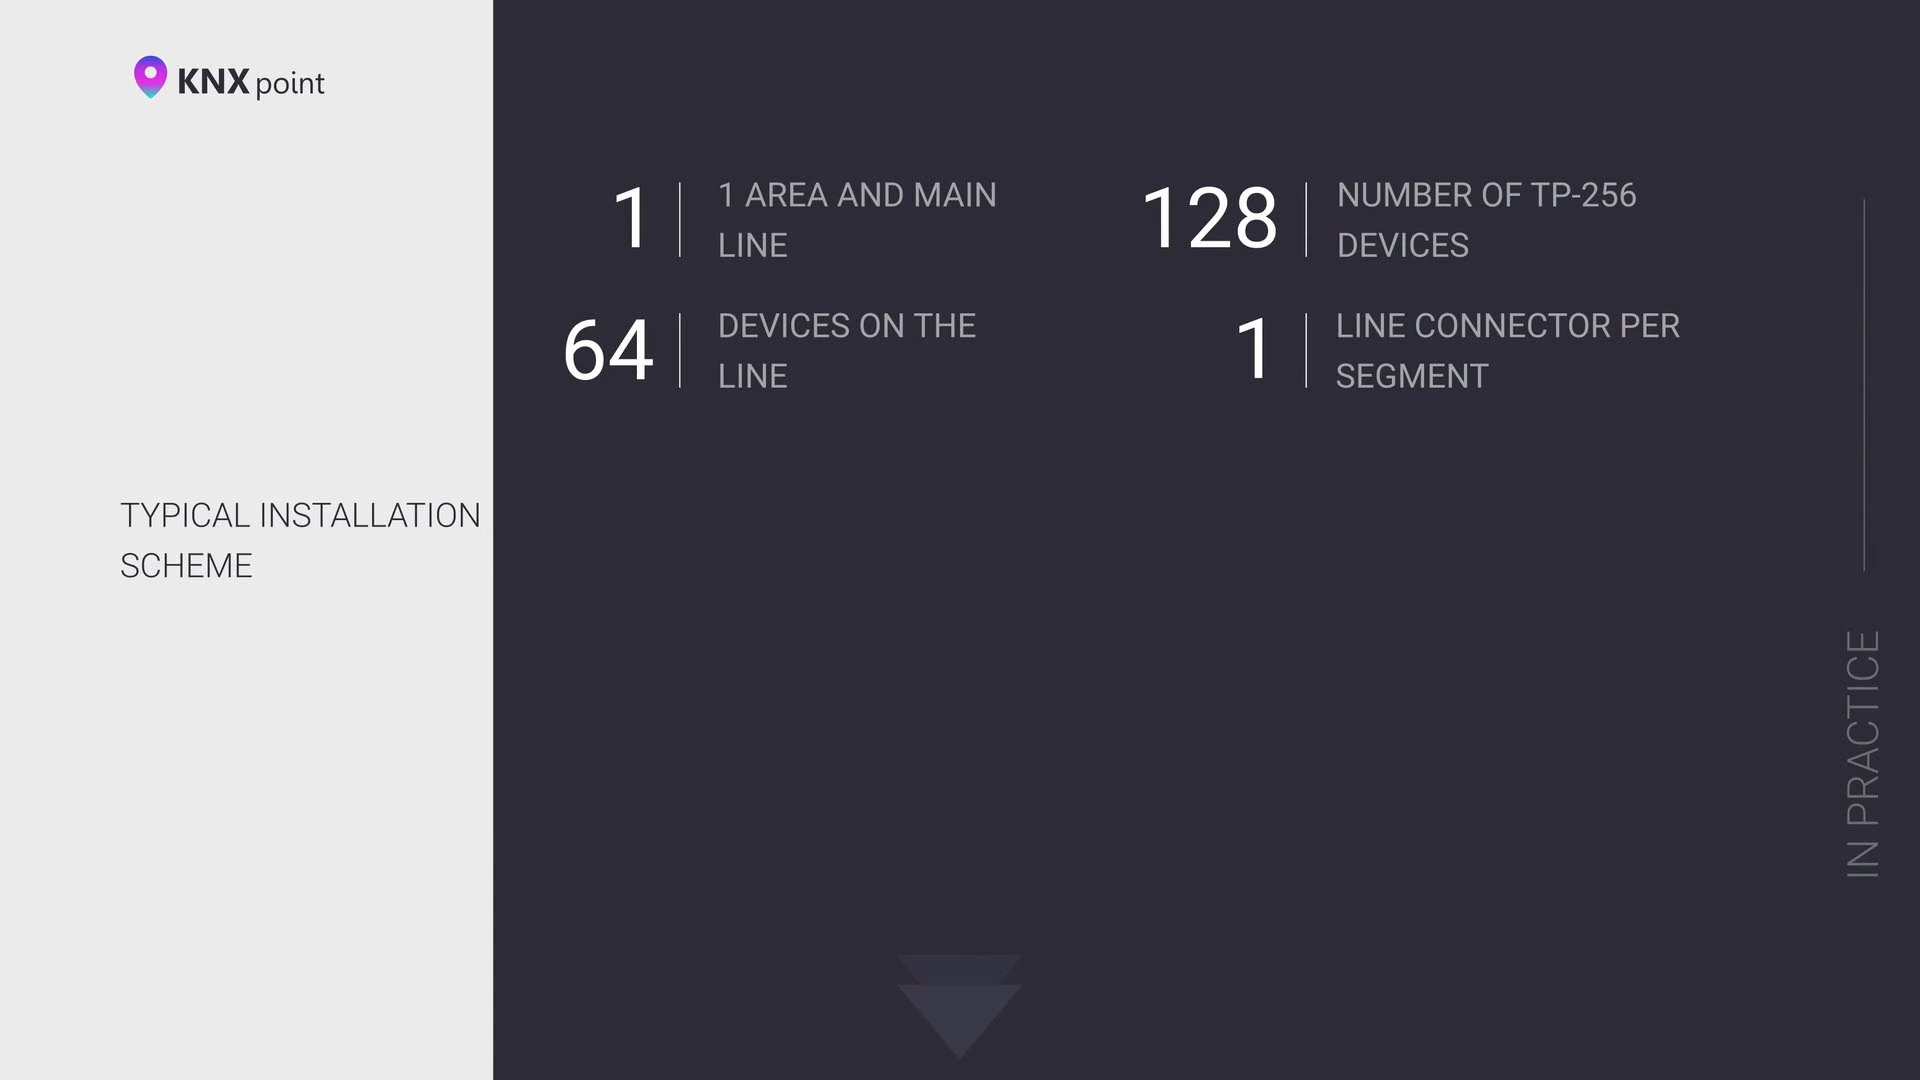 KNX point
TYPICAL INSTALLATION
SCHEME
1
1 AREA AND MAIN
LINE
128
NUMBER OF TP-256
DEVICES
64
DEVICES ON THE
LINE
1
LINE CONNECTOR PER
SEGMENT
IN PRACTICE